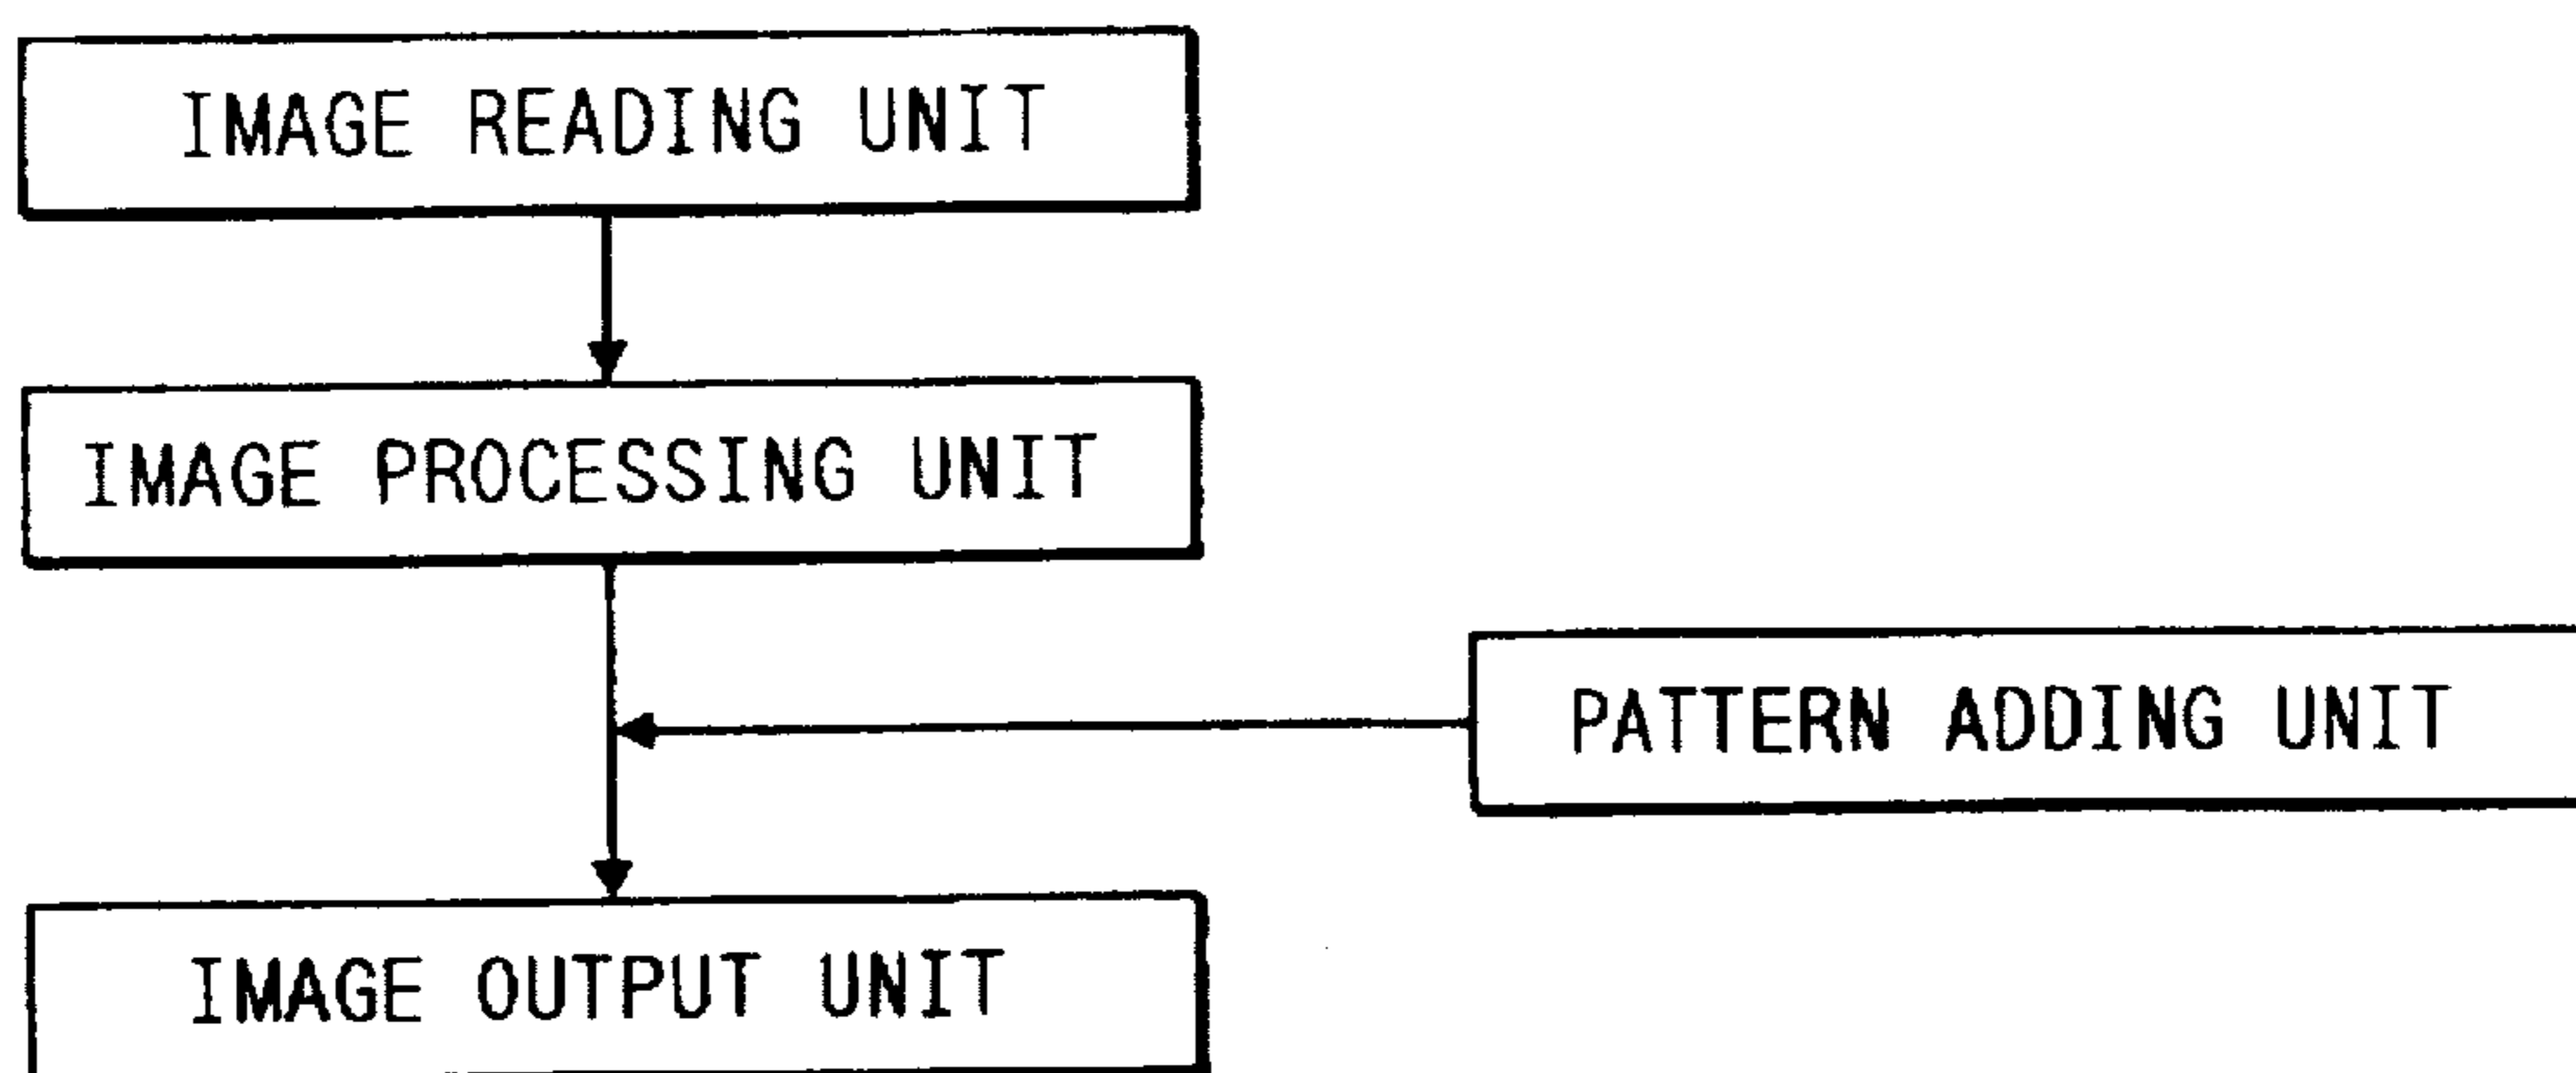 IMAGE READING UNIT
IMAGE PROCESSING UNIT
PATTERN ADDING UNIT
IMAGE OUTPUT UNIT